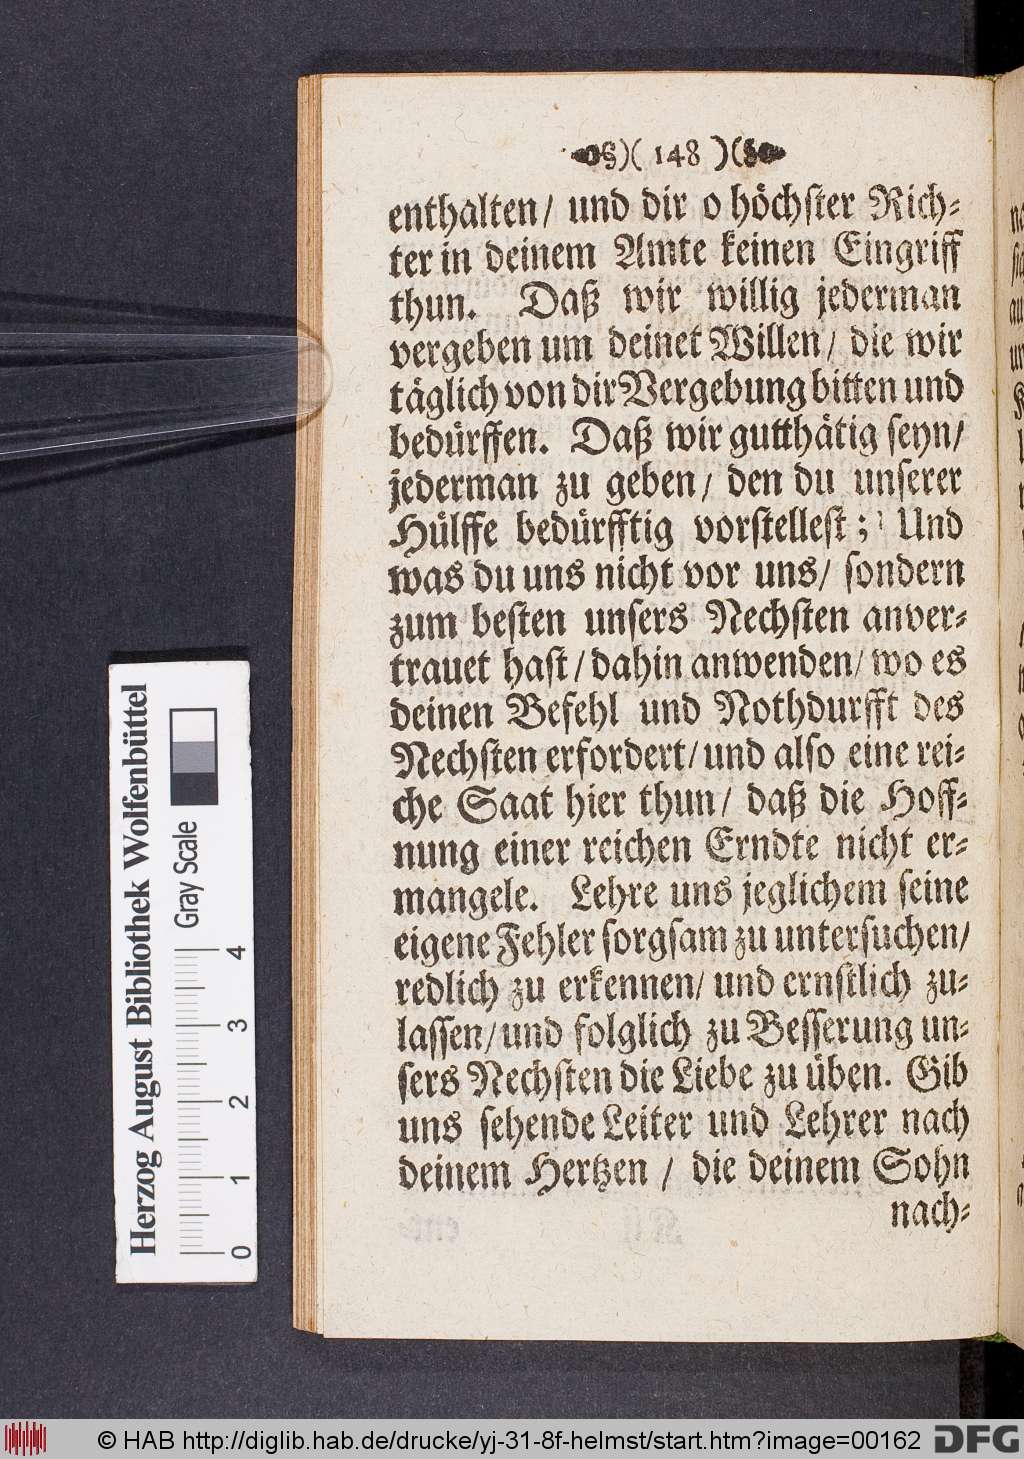 )( 148 )(
enthalten/ und dir o höchſter Rich⸗
ter in deinem Amte keinen Eingriff
thun. Daß wir willig jederman
vergeben um deinet Willen/ die wir
täglich von dir Vergebung bitten und
bedürffen. Daß wir gutthätig ſeyn/
jederman zu geben/ den du unſerer
Hülffe bedürfftig vorſtelleſt; Und
was du uns nicht vor uns/ ſondern
zum beſten unſers Nechſten anver⸗
trauet haſt/ dahin anwenden/ wo es
deinen Befehl und Nothdurfft des
Nechſten erfordert/ und alſo eine rei⸗
che Saat hier thun/ daß die Hoff⸗
nung einer reichen Erndte nicht er⸗
mangele. Lehre uns jeglichem ſeine
eigene Fehler ſorgſam zu unterſuchen/
redlich zu erkennen/ und ernſtlich zu⸗
laſſen/ und folglich zu Beſſerung un⸗
ſers Nechſten die Liebe zu üben. Gib
uns ſehende Leiter und Lehrer nach
deinem Hertzen / die deinem Sohn
nach⸗
Herzog August Bibliothek Wolfenbüttel
Gray Scale
0 1 2 3 4
© HAB http://diglib.hab.de/drucke/yj-31-8f-helmst/start.htm?image=00162
DFG